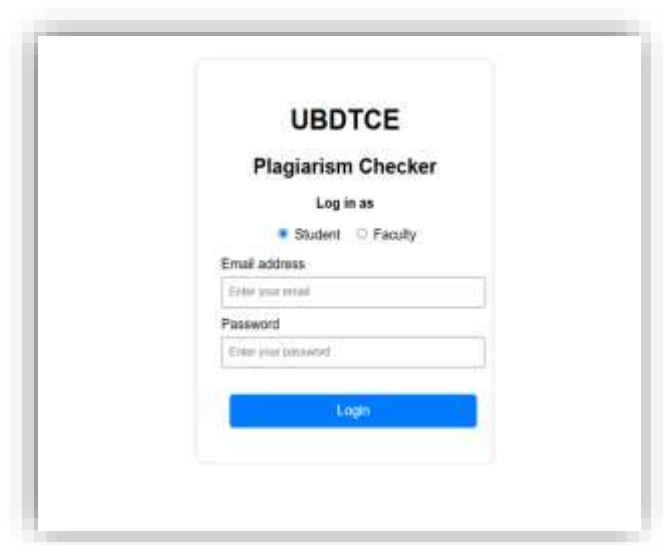 UBDTCE
Plagiarism Checker
Log in as
Student Faculty
Email address
Enter your email
Password
Enter your password
Login